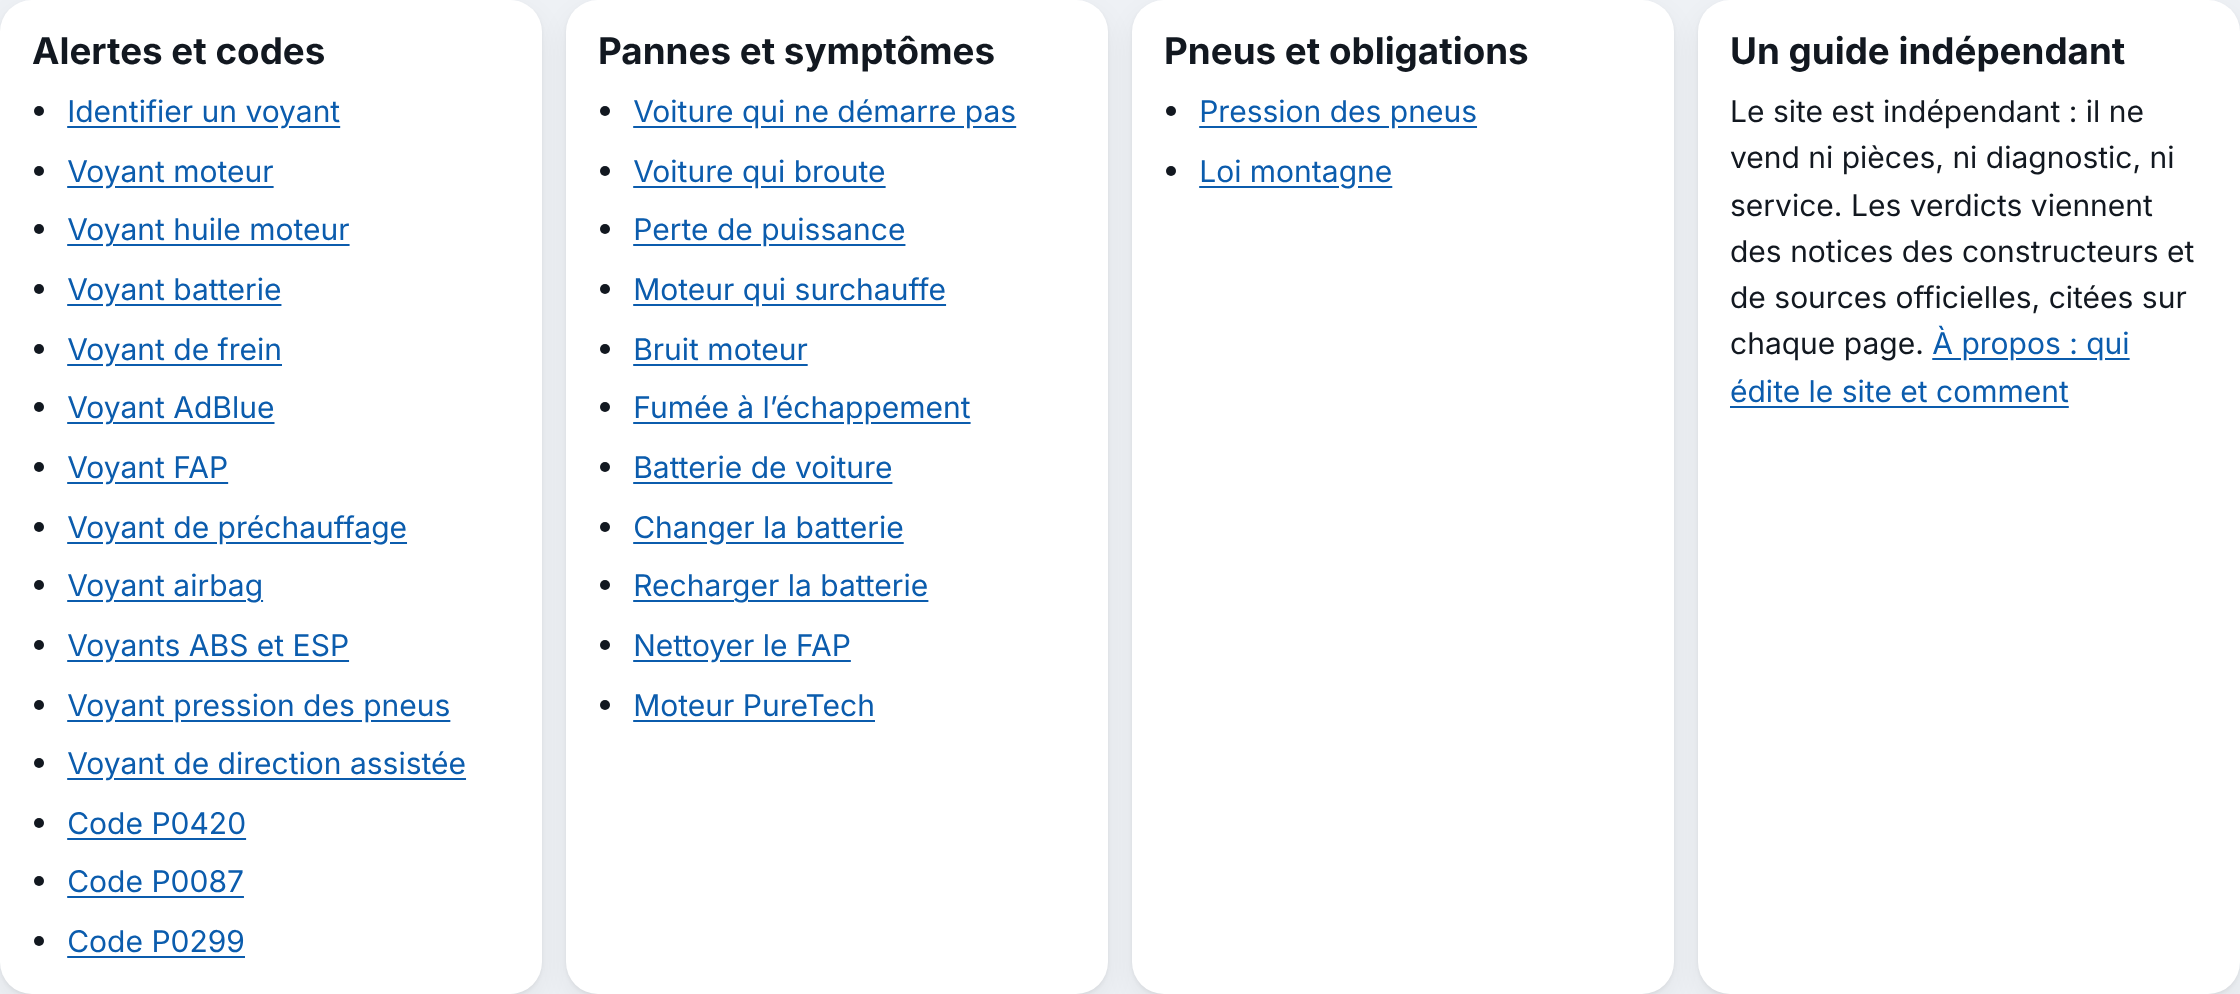 Alertes et codes
Identifier un voyant
Voyant moteur
Voyant huile moteur
Voyant batterie
Voyant de frein
Voyant AdBlue
Voyant FAP
Voyant de préchauffage
Voyant airbag
Voyants ABS et ESP
Voyant pression des pneus
Voyant de direction assistée
Code P0420
Code P0087
Code P0299
Pannes et symptômes
Voiture qui ne démarre pas
Voiture qui broute
Perte de puissance
Moteur qui surchauffe
Bruit moteur
Fumée à l’échappement
Batterie de voiture
Changer la batterie
Recharger la batterie
Nettoyer le FAP
Moteur PureTech
Pneus et obligations
Pression des pneus
Loi montagne
Un guide indépendant
Le site est indépendant : il ne
vend ni pièces, ni diagnostic, ni
service. Les verdicts viennent
des notices des constructeurs et
de sources officielles, citées sur
chaque page. À propos : qui
édite le site et comment